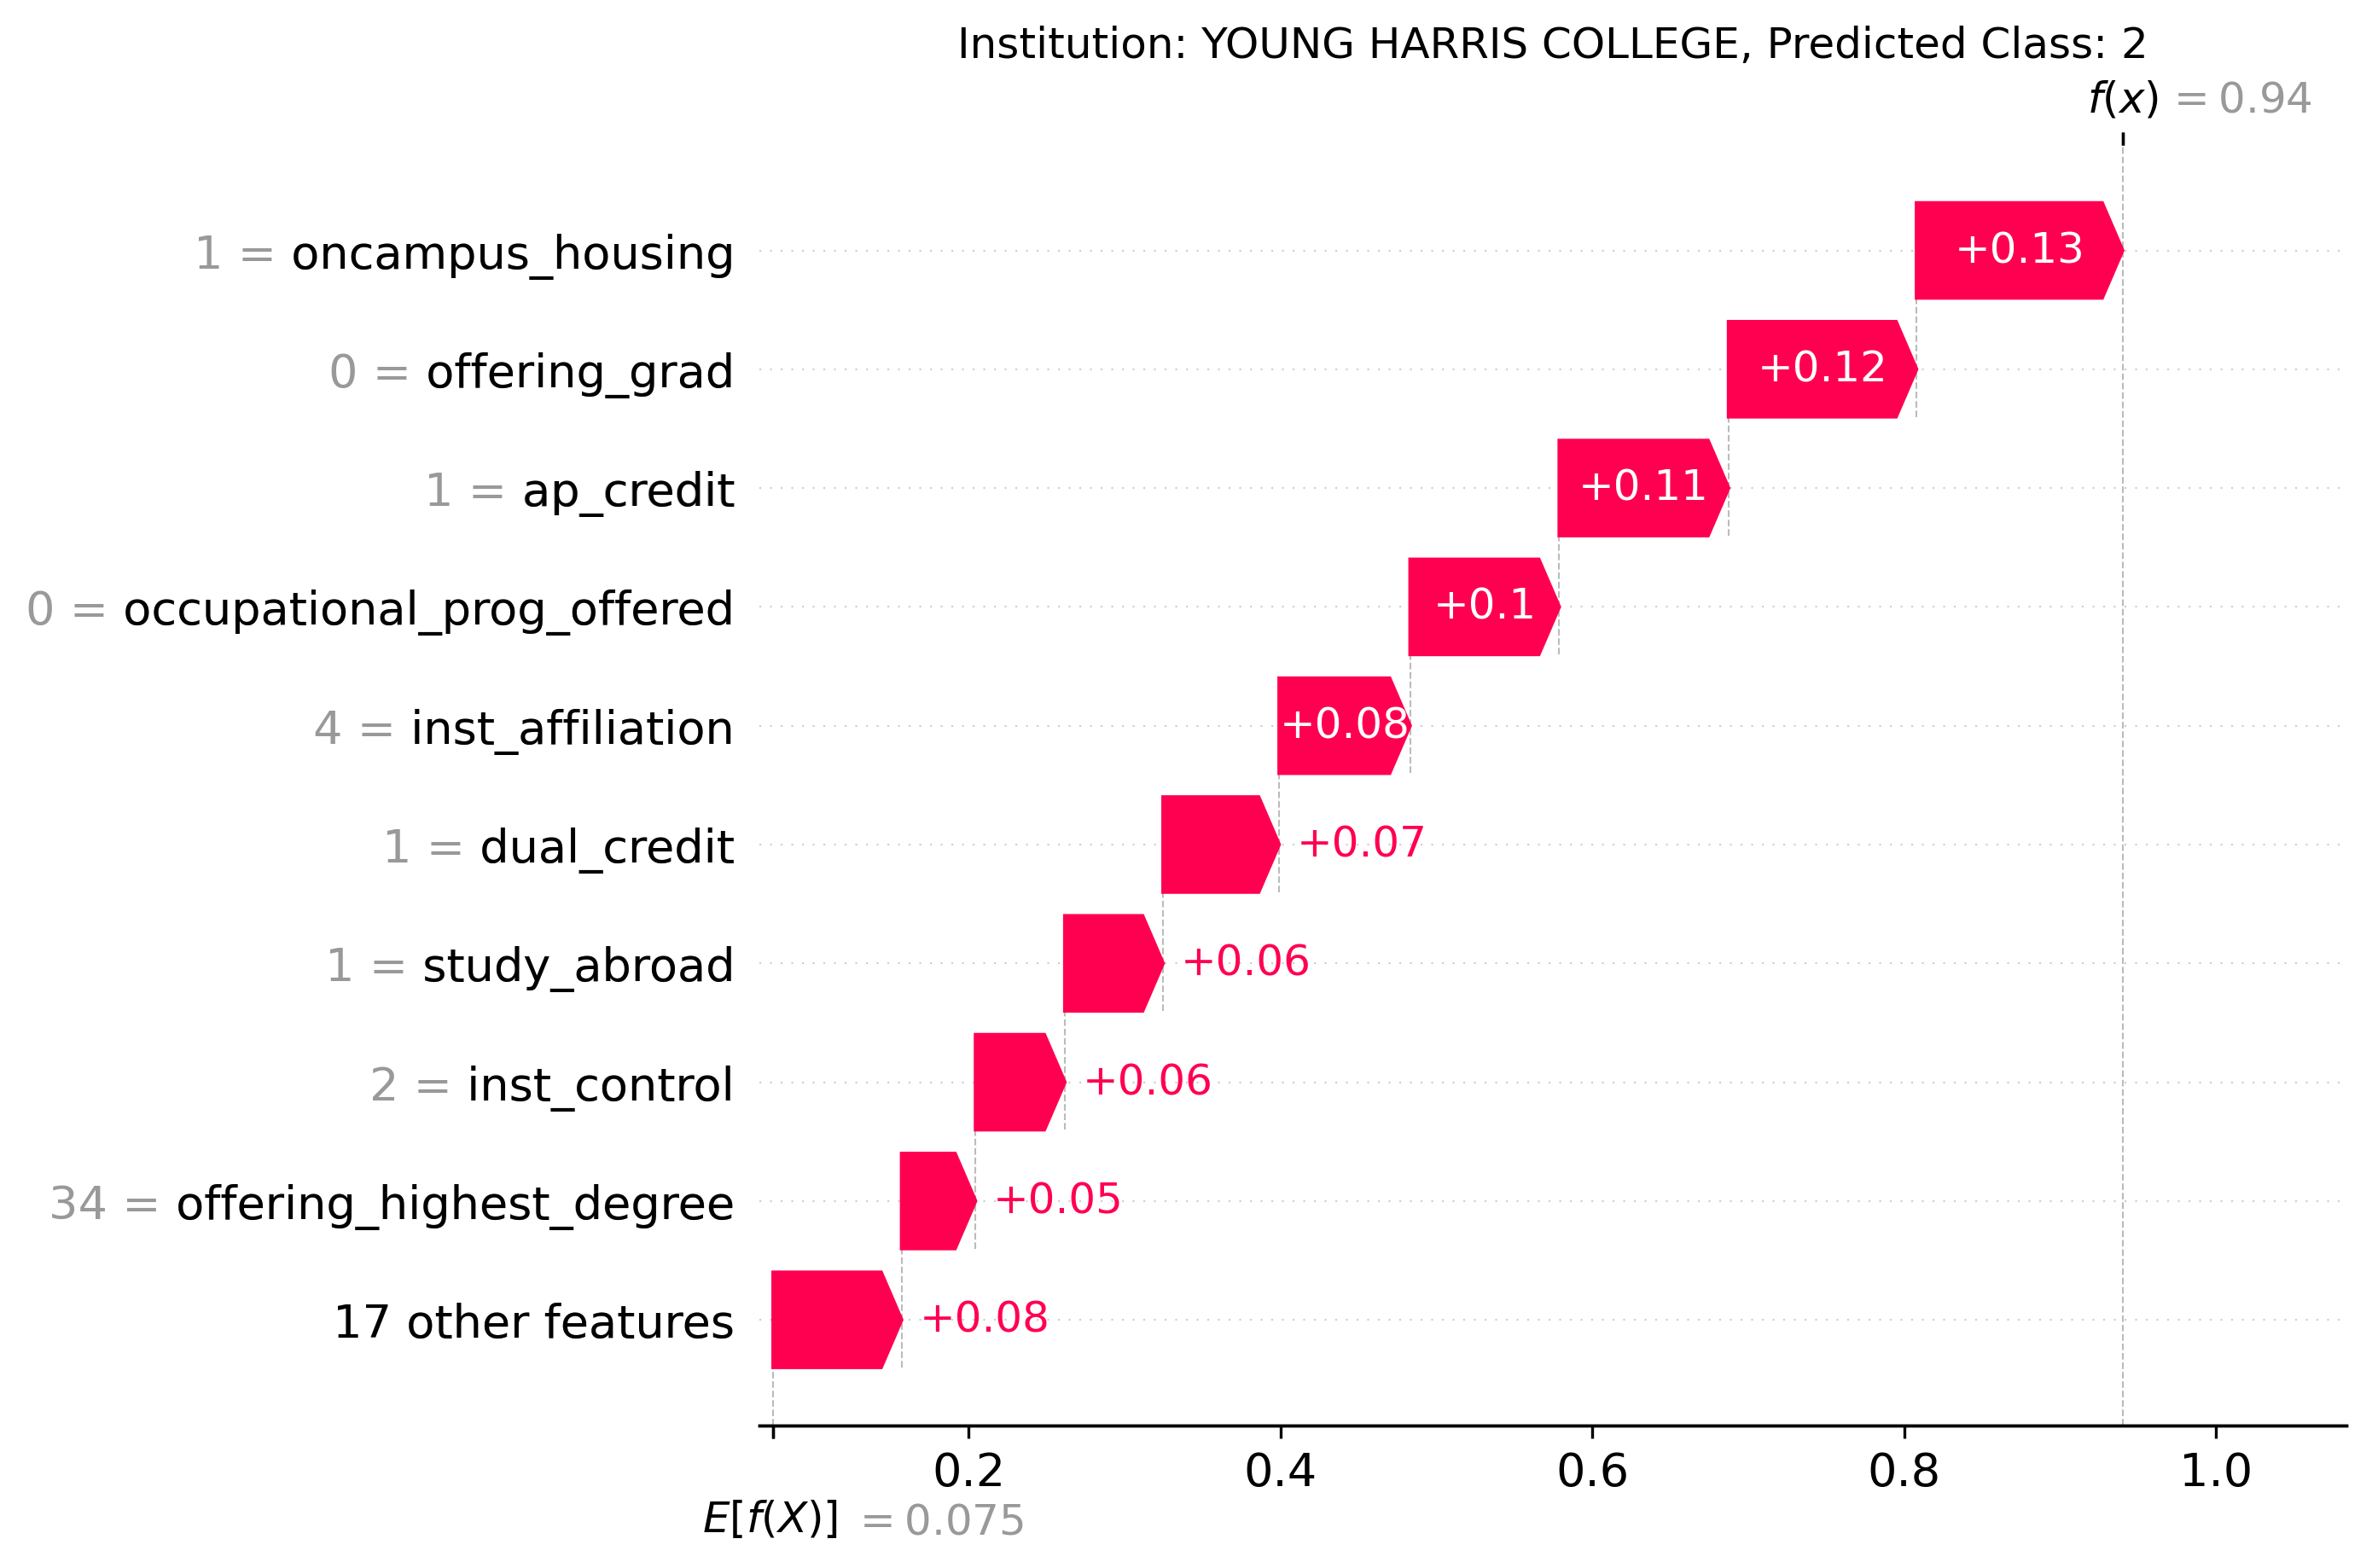 Institution: YOUNG HARRIS COLLEGE, Predicted Class: 2
f(x) = 0.94
1 = oncampus_housing +0.13
0 = offering_grad +0.12
1 = ap_credit +0.11
0 = occupational_prog_offered +0.1
4 = inst_affiliation +0.08
1 = dual_credit +0.07
1 = study_abroad +0.06
2 = inst_control +0.06
34 = offering_highest_degree +0.05
17 other features +0.08
0.2 0.4 0.6 0.8 1.0
E[f(X)] = 0.075